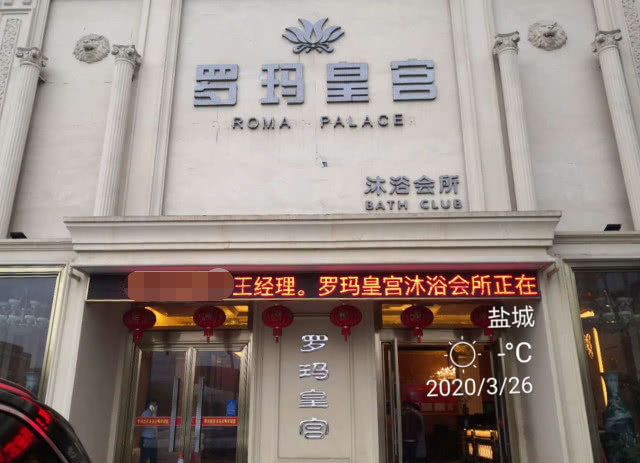 罗玛皇宫
ROMA PALACE
沐浴会所
BATH CLUB
王经理。罗玛皇宫沐浴会所正在
罗玛皇宫
盐城
-°C
2020/3/26